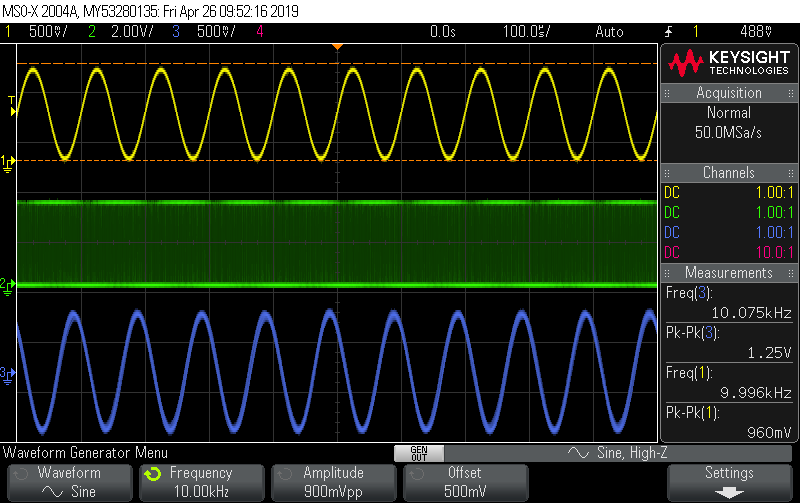 MSO-X 2004A, MY53280135: Fri Apr 26 09:52:16 2019
1 500V/ 2 2.00V/ 3 500V/ 4 0.0s 100.0s/ Auto 1 488V
KEYSIGHT
TECHNOLOGIES
Acquisition
Normal
50.0MSa/s
Channels
DC 1.00:1
DC 1.00:1
DC 1.00:1
DC 10.0:1
Measurements
Freq(3):
10.075kHz
Pk-Pk(3):
1.25V
Freq(1):
9.996kHz
Pk-Pk(1):
960mV
T
1
2
3
Waveform Generator Menu
GEN
OUT
Sine, High-Z
Waveform
Sine
Frequency
10.00kHz
Amplitude
900mVpp
Offset
500mV
Settings